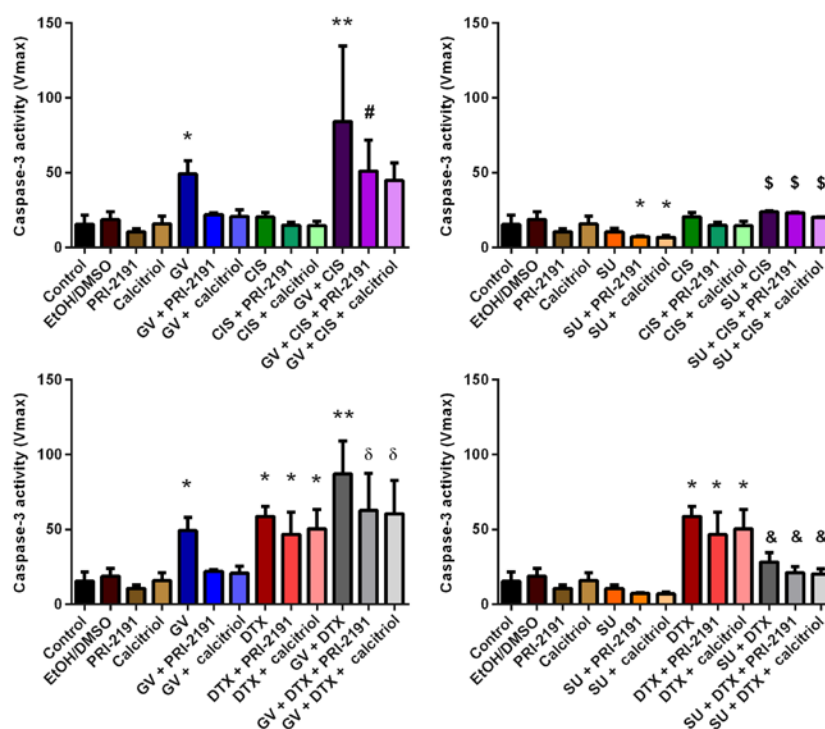 Caspase-3 activity (Vmax)
150
100
50
0
*
**
#
Control
EtOH/DMSO
PRI-2191
Calcitriol
GV
GV + PRI-2191
GV + calcitriol
CIS
CIS + PRI-2191
CIS + calcitriol
GV + CIS
GV + CIS + PRI-2191
GV + CIS + calcitriol
Caspase-3 activity (Vmax)
150
100
50
0
* *
$ $ $
Control
EtOH/DMSO
PRI-2191
Calcitriol
SU
SU + PRI-2191
SU + calcitriol
CIS
CIS + PRI-2191
CIS + calcitriol
SU + CIS
SU + CIS + PRI-2191
SU + CIS + calcitriol
Caspase-3 activity (Vmax)
150
100
50
0
*
* * *
**
δ δ
Control
EtOH/DMSO
PRI-2191
Calcitriol
GV
GV + PRI-2191
GV + calcitriol
DTX
DTX + PRI-2191
DTX + calcitriol
GV + DTX
GV + DTX + PRI-2191
GV + DTX + calcitriol
Caspase-3 activity (Vmax)
150
100
50
0
* * *
& & &
Control
EtOH/DMSO
PRI-2191
Calcitriol
SU
SU + PRI-2191
SU + calcitriol
DTX
DTX + PRI-2191
DTX + calcitriol
SU + DTX
SU + DTX + PRI-2191
SU + DTX + calcitriol